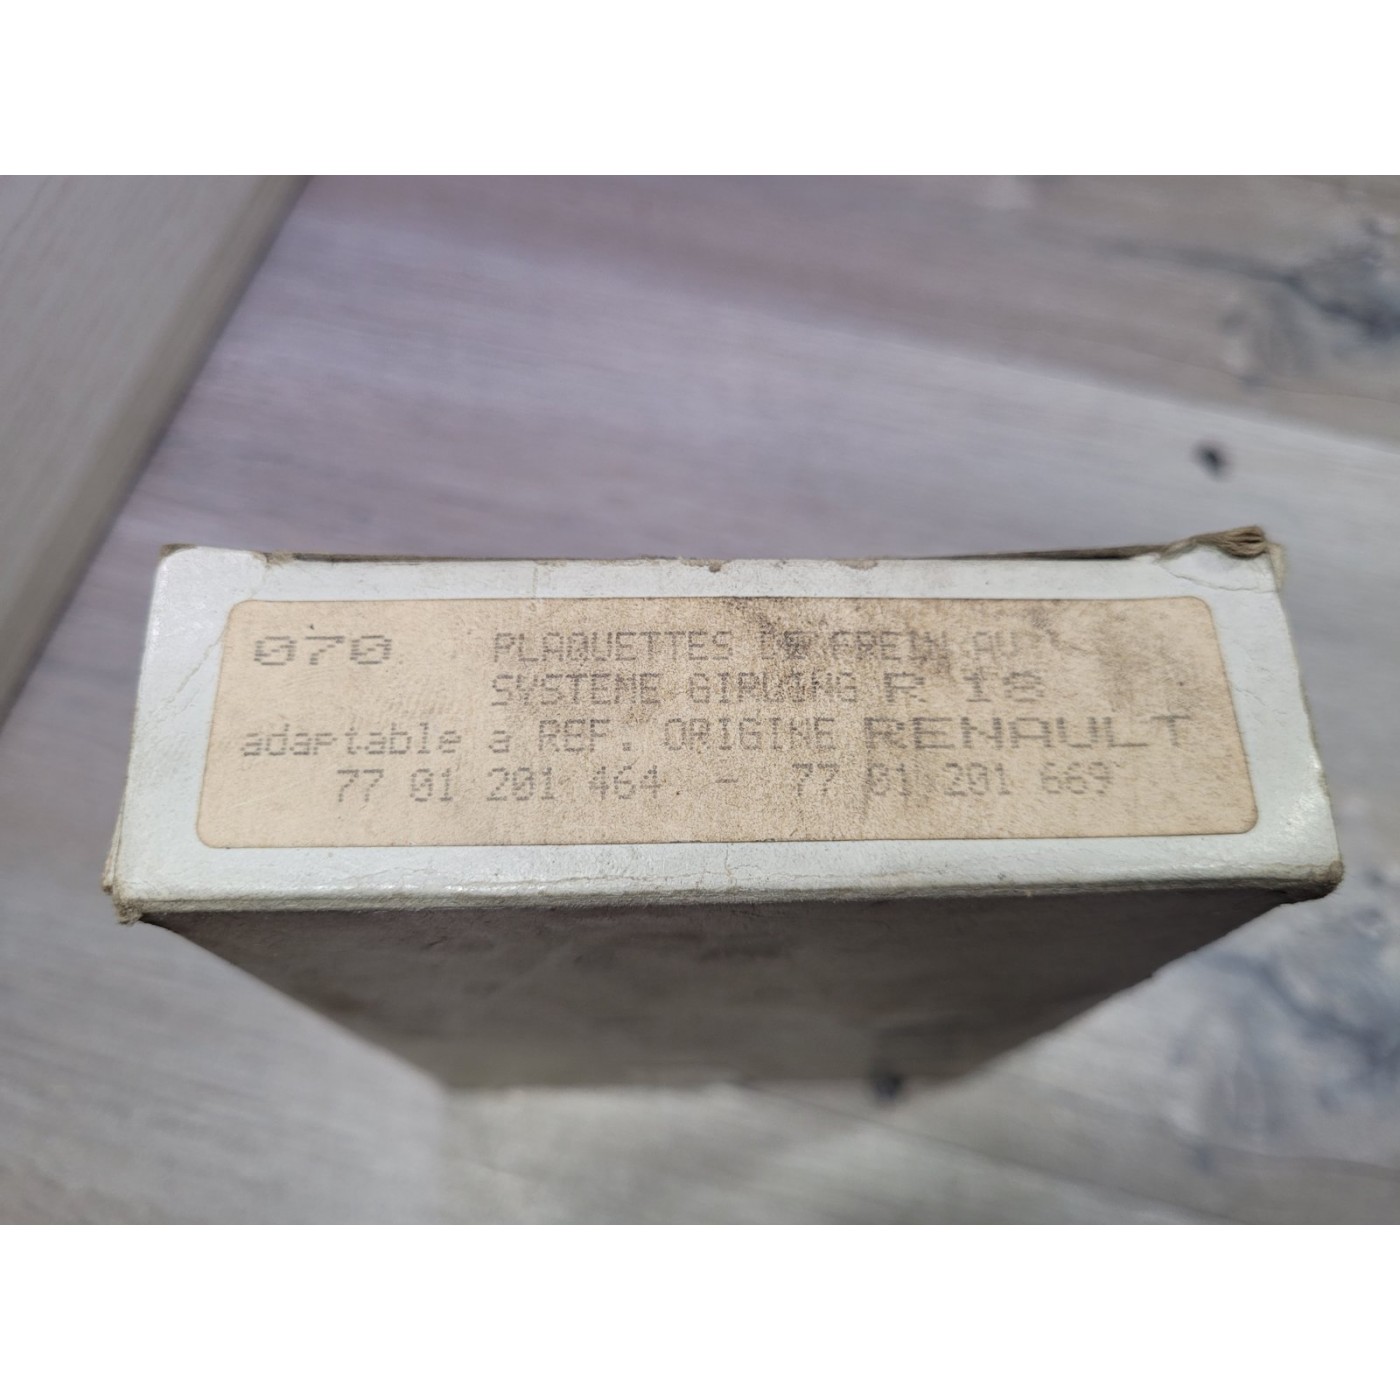 070 PLAQUETTES DE FREIN AV
SYSTEME GIRLING R 18
adaptable a REF. ORIGINE RENAULT
77 01 201 464 - 77 01 201 669